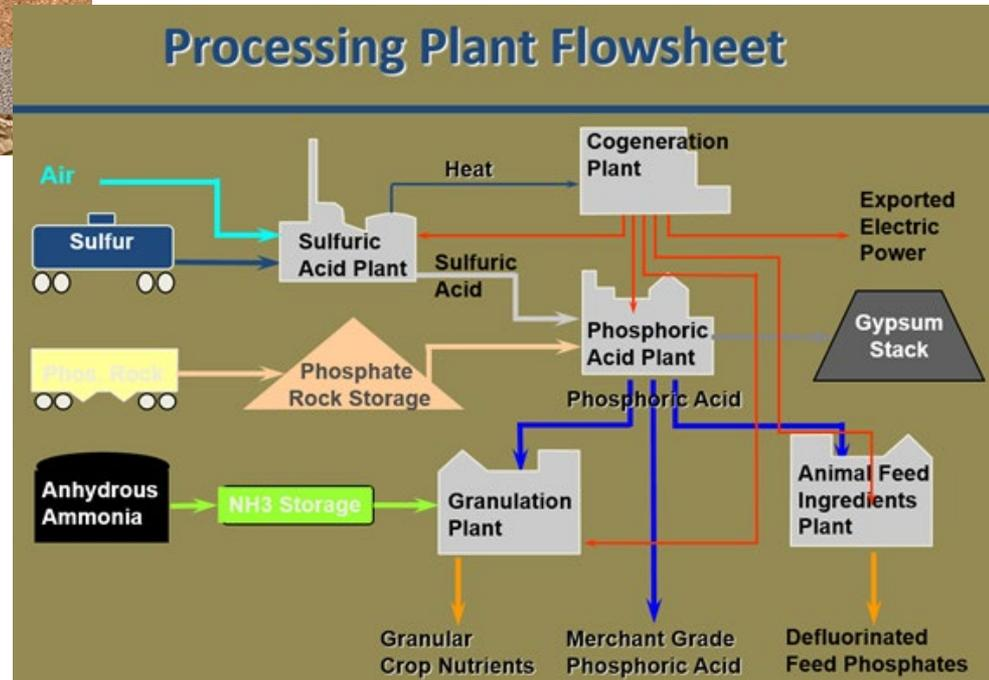 Processing Plant Flowsheet
Air
Sulfur
Heat
Cogeneration
Plant
Exported
Electric
Power
Sulfuric
Acid Plant
Sulfuric
Acid
Phosphoric
Acid Plant
Gypsum
Stack
Phos. Rock
Phosphate
Rock Storage
Phosphoric Acid
Anhydrous
Ammonia
NH3 Storage
Granulation
Plant
Animal Feed
Ingredients
Plant
Granular
Crop Nutrients
Merchant Grade
Phosphoric Acid
Defluorinated
Feed Phosphates